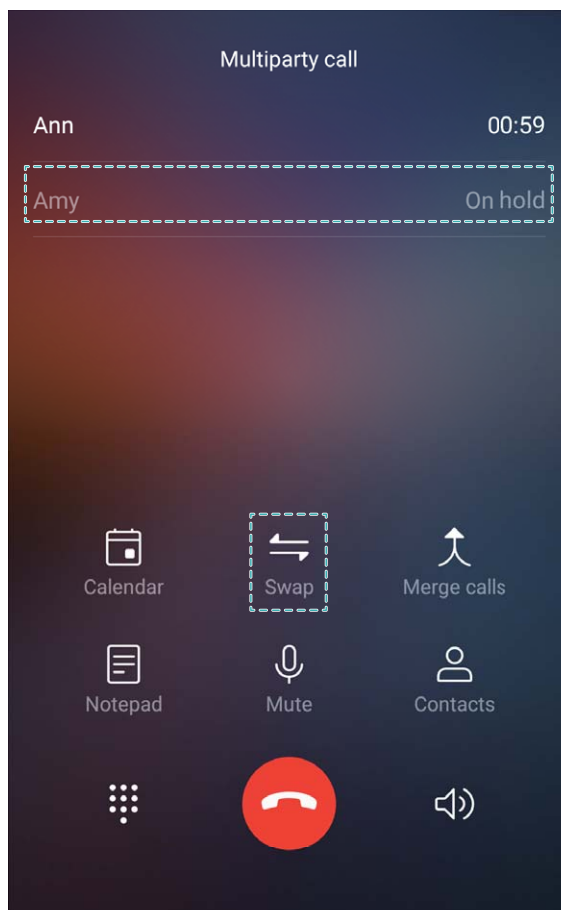 Multiparty call
Ann 00:59
Amy On hold
Calendar Swap Merge calls
Notepad Mute Contacts